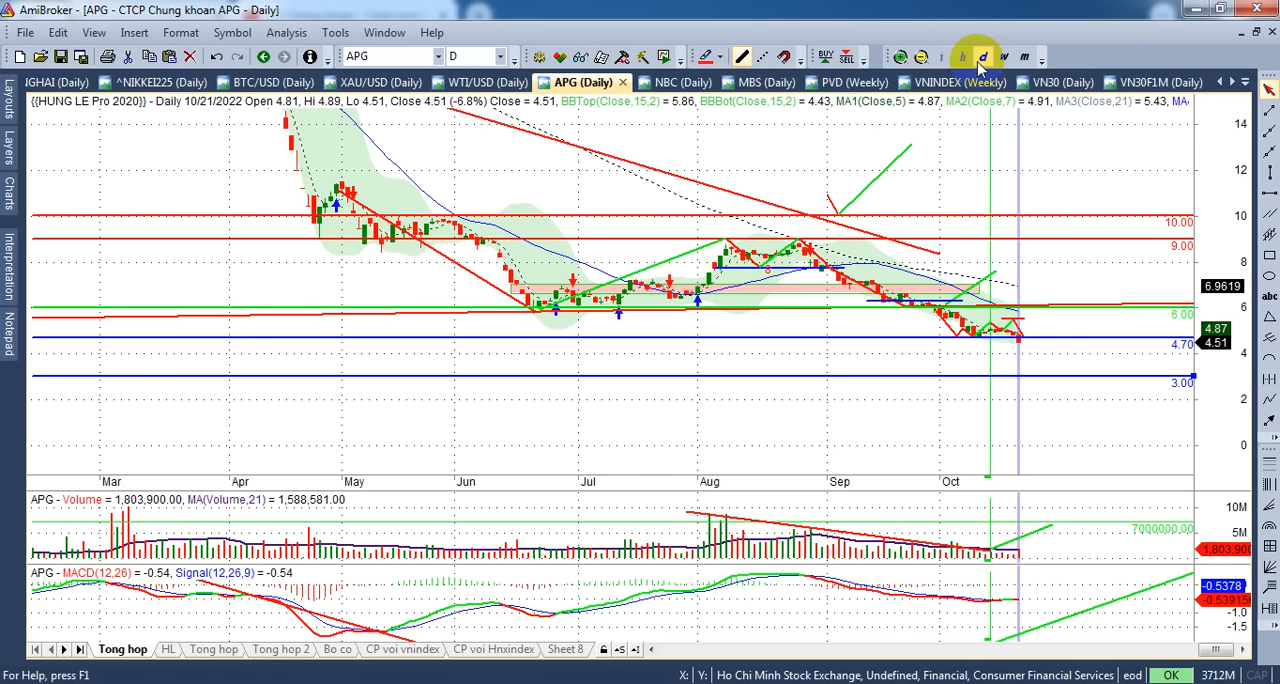 AmiBroker - [APG - CTCP Chung khoan APG - Daily]
File Edit View Insert Format Symbol Analysis Tools Window Help
APG D BUY SELL h d w m
IGHAI (Daily) ^NIKKEI225 (Daily) BTC/USD (Daily) XAU/USD (Daily) WTI/USD (Daily) APG (Daily) NBC (Daily) MBS (Daily) PVD (Weekly) VNINDEX (Weekly) VN30 (Daily) VN30F1M (Daily)
Layouts
Layers
Charts
Interpretation
Notepad
{{HUNG LE Pro 2020}} - Daily 10/21/2022 Open 4.81, Hi 4.89, Lo 4.51, Close 4.51 (-6.8%) Close = 4.51, BBTop(Close,15,2) = 5.86, BBBot(Close,15,2) = 4.43, MA1(Close,5) = 4.87, MA2(Close,7) = 4.91, MA3(Close,21) = 5.43, MA
14
12
10
10.00
9.00
8
8
6.9619
6
6.00
4.87
4.70
4.51
4
3.00
2
0
Mar Apr May Jun Jul Aug Sep Oct
APG - Volume = 1,803,900.00, MA(Volume,21) = 1,588,581.00
10M
7000000.00
5M
1,803,900
APG - MACD(12,26) = -0.54, Signal(12,26,9) = -0.54
-0.5378
-0.53915
-1.0
-1.5
Tong hop HL Tong hop Tong hop 2 Bo co CP voi vnindex CP voi Hnxindex Sheet 8
For Help, press F1 X: Y: Ho Chi Minh Stock Exchange, Undefined, Financial, Consumer Financial Services eod OK 3712M CAP
abc